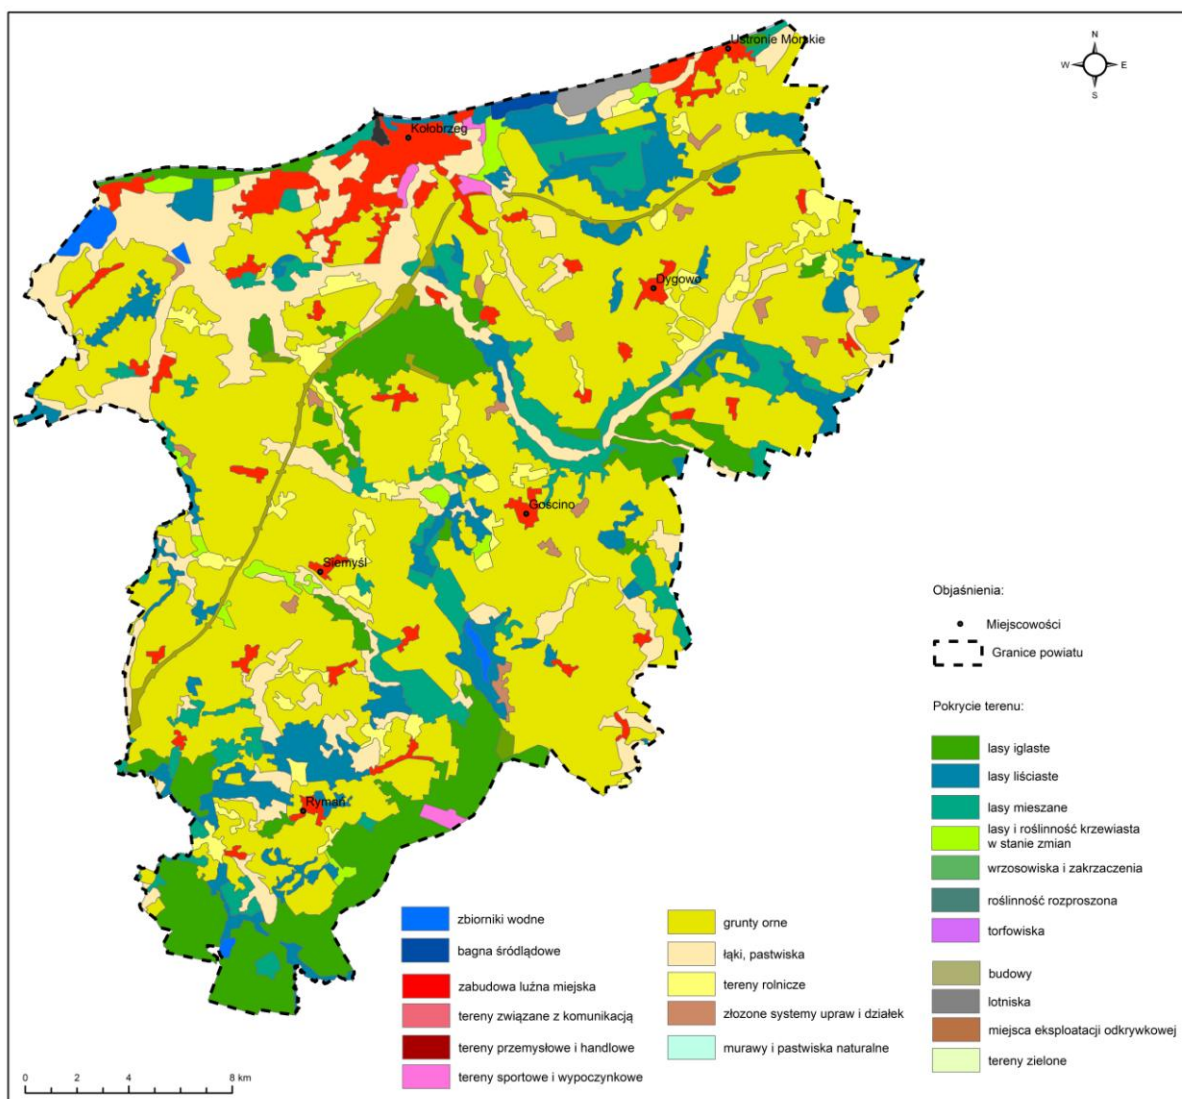 Ustronie Morskie
N
W
E
S
Kołobrzeg
Dygowo
Gościno
Siemyśl
Rymań
Objaśnienia:
Miejscowości
Granice powiatu
Pokrycie terenu:
lasy iglaste
lasy liściaste
lasy mieszane
lasy i roślinność krzewiasta
w stanie zmian
wrzosowiska i zakrzaczenia
roślinność rozproszona
torfowiska
budowy
lotniska
miejsca eksploatacji odkrywkowej
tereny zielone
zbiorniki wodne
bagna śródlądowe
zabudowa luźna miejska
tereny związane z komunikacją
tereny przemysłowe i handlowe
tereny sportowe i wypoczynkowe
grunty orne
łąki, pastwiska
tereny rolnicze
złozone systemy upraw i działek
murawy i pastwiska naturalne
0 2 4 8 km